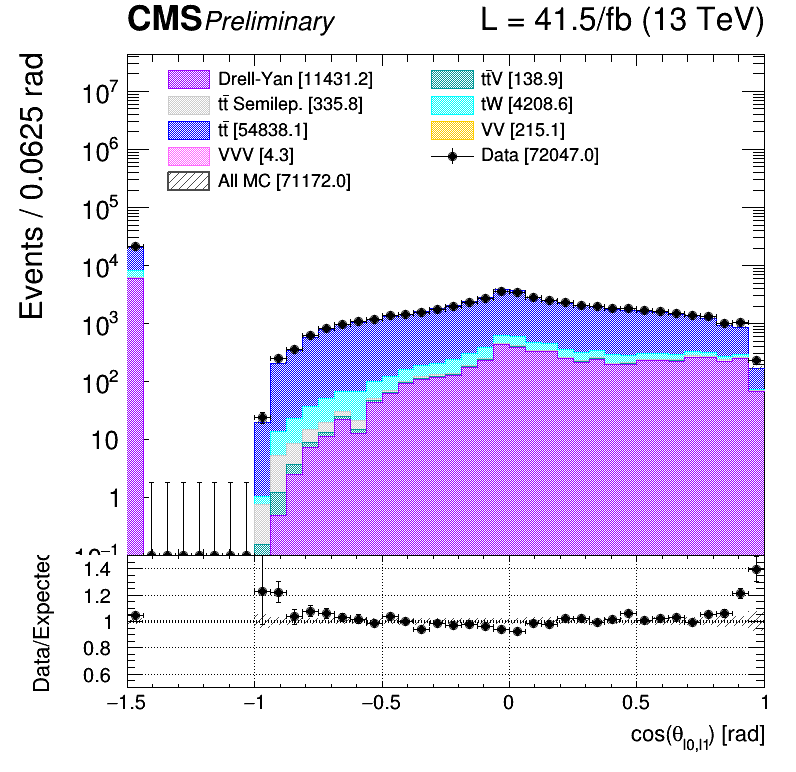 CMS Preliminary L = 41.5/fb (13 TeV)
Events / 0.0625 rad
Drell-Yan [11431.2]
tt̄ Semilep. [335.8]
tt̄ [54838.1]
VVV [4.3]
All MC [71172.0]
tt̄V [138.9]
tW [4208.6]
VV [215.1]
Data [72047.0]
10⁷
10⁶
10⁵
10⁴
10³
10²
10
1
10⁻¹
Data/Expected
1.4
1.2
1
0.8
0.6
−1.5 −1 −0.5 0 0.5 1
cos(θ_l0,l1) [rad]